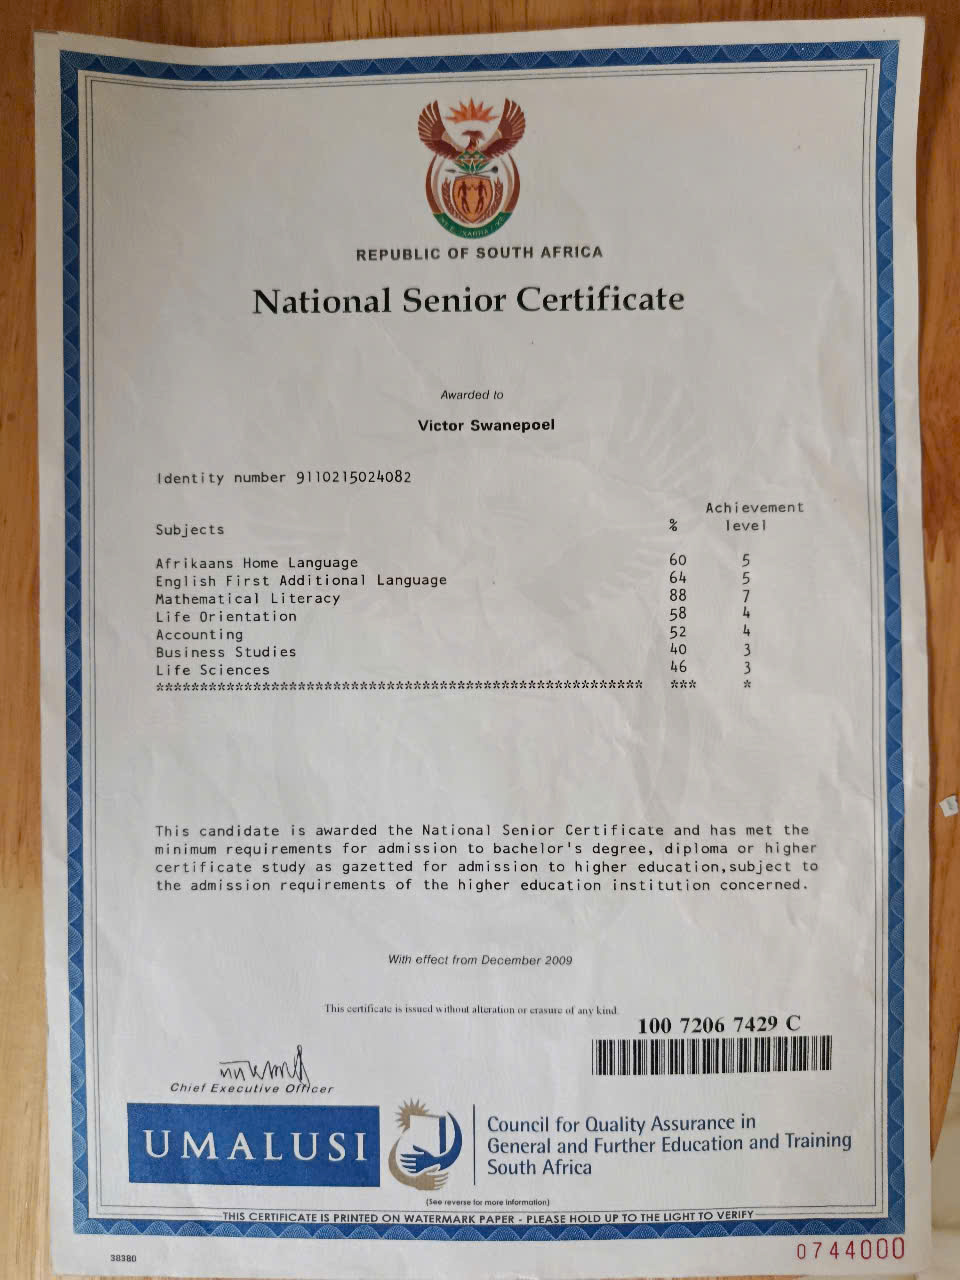 REPUBLIC OF SOUTH AFRICA
National Senior Certificate
Awarded to
Victor Swanepoel
Identity number 9110215024082
Achievement
Subjects % level
Afrikaans Home Language 60 5
English First Additional Language 64 5
Mathematical Literacy 88 7
Life Orientation 58 4
Accounting 52 4
Business Studies 40 3
Life Sciences 46 3
******************************************************* *** *
This candidate is awarded the National Senior Certificate and has met the
minimum requirements for admission to bachelor's degree, diploma or higher
certificate study as gazetted for admission to higher education,subject to
the admission requirements of the higher education institution concerned.
With effect from December 2009
This certificate is issued without alteration or erasure of any kind.
100 7206 7429 C
Chief Executive Officer
UMALUSI
Council for Quality Assurance in
General and Further Education and Training
South Africa
(See reverse for more information)
THIS CERTIFICATE IS PRINTED ON WATERMARK PAPER - PLEASE HOLD UP TO THE LIGHT TO VERIFY
38380
0744000